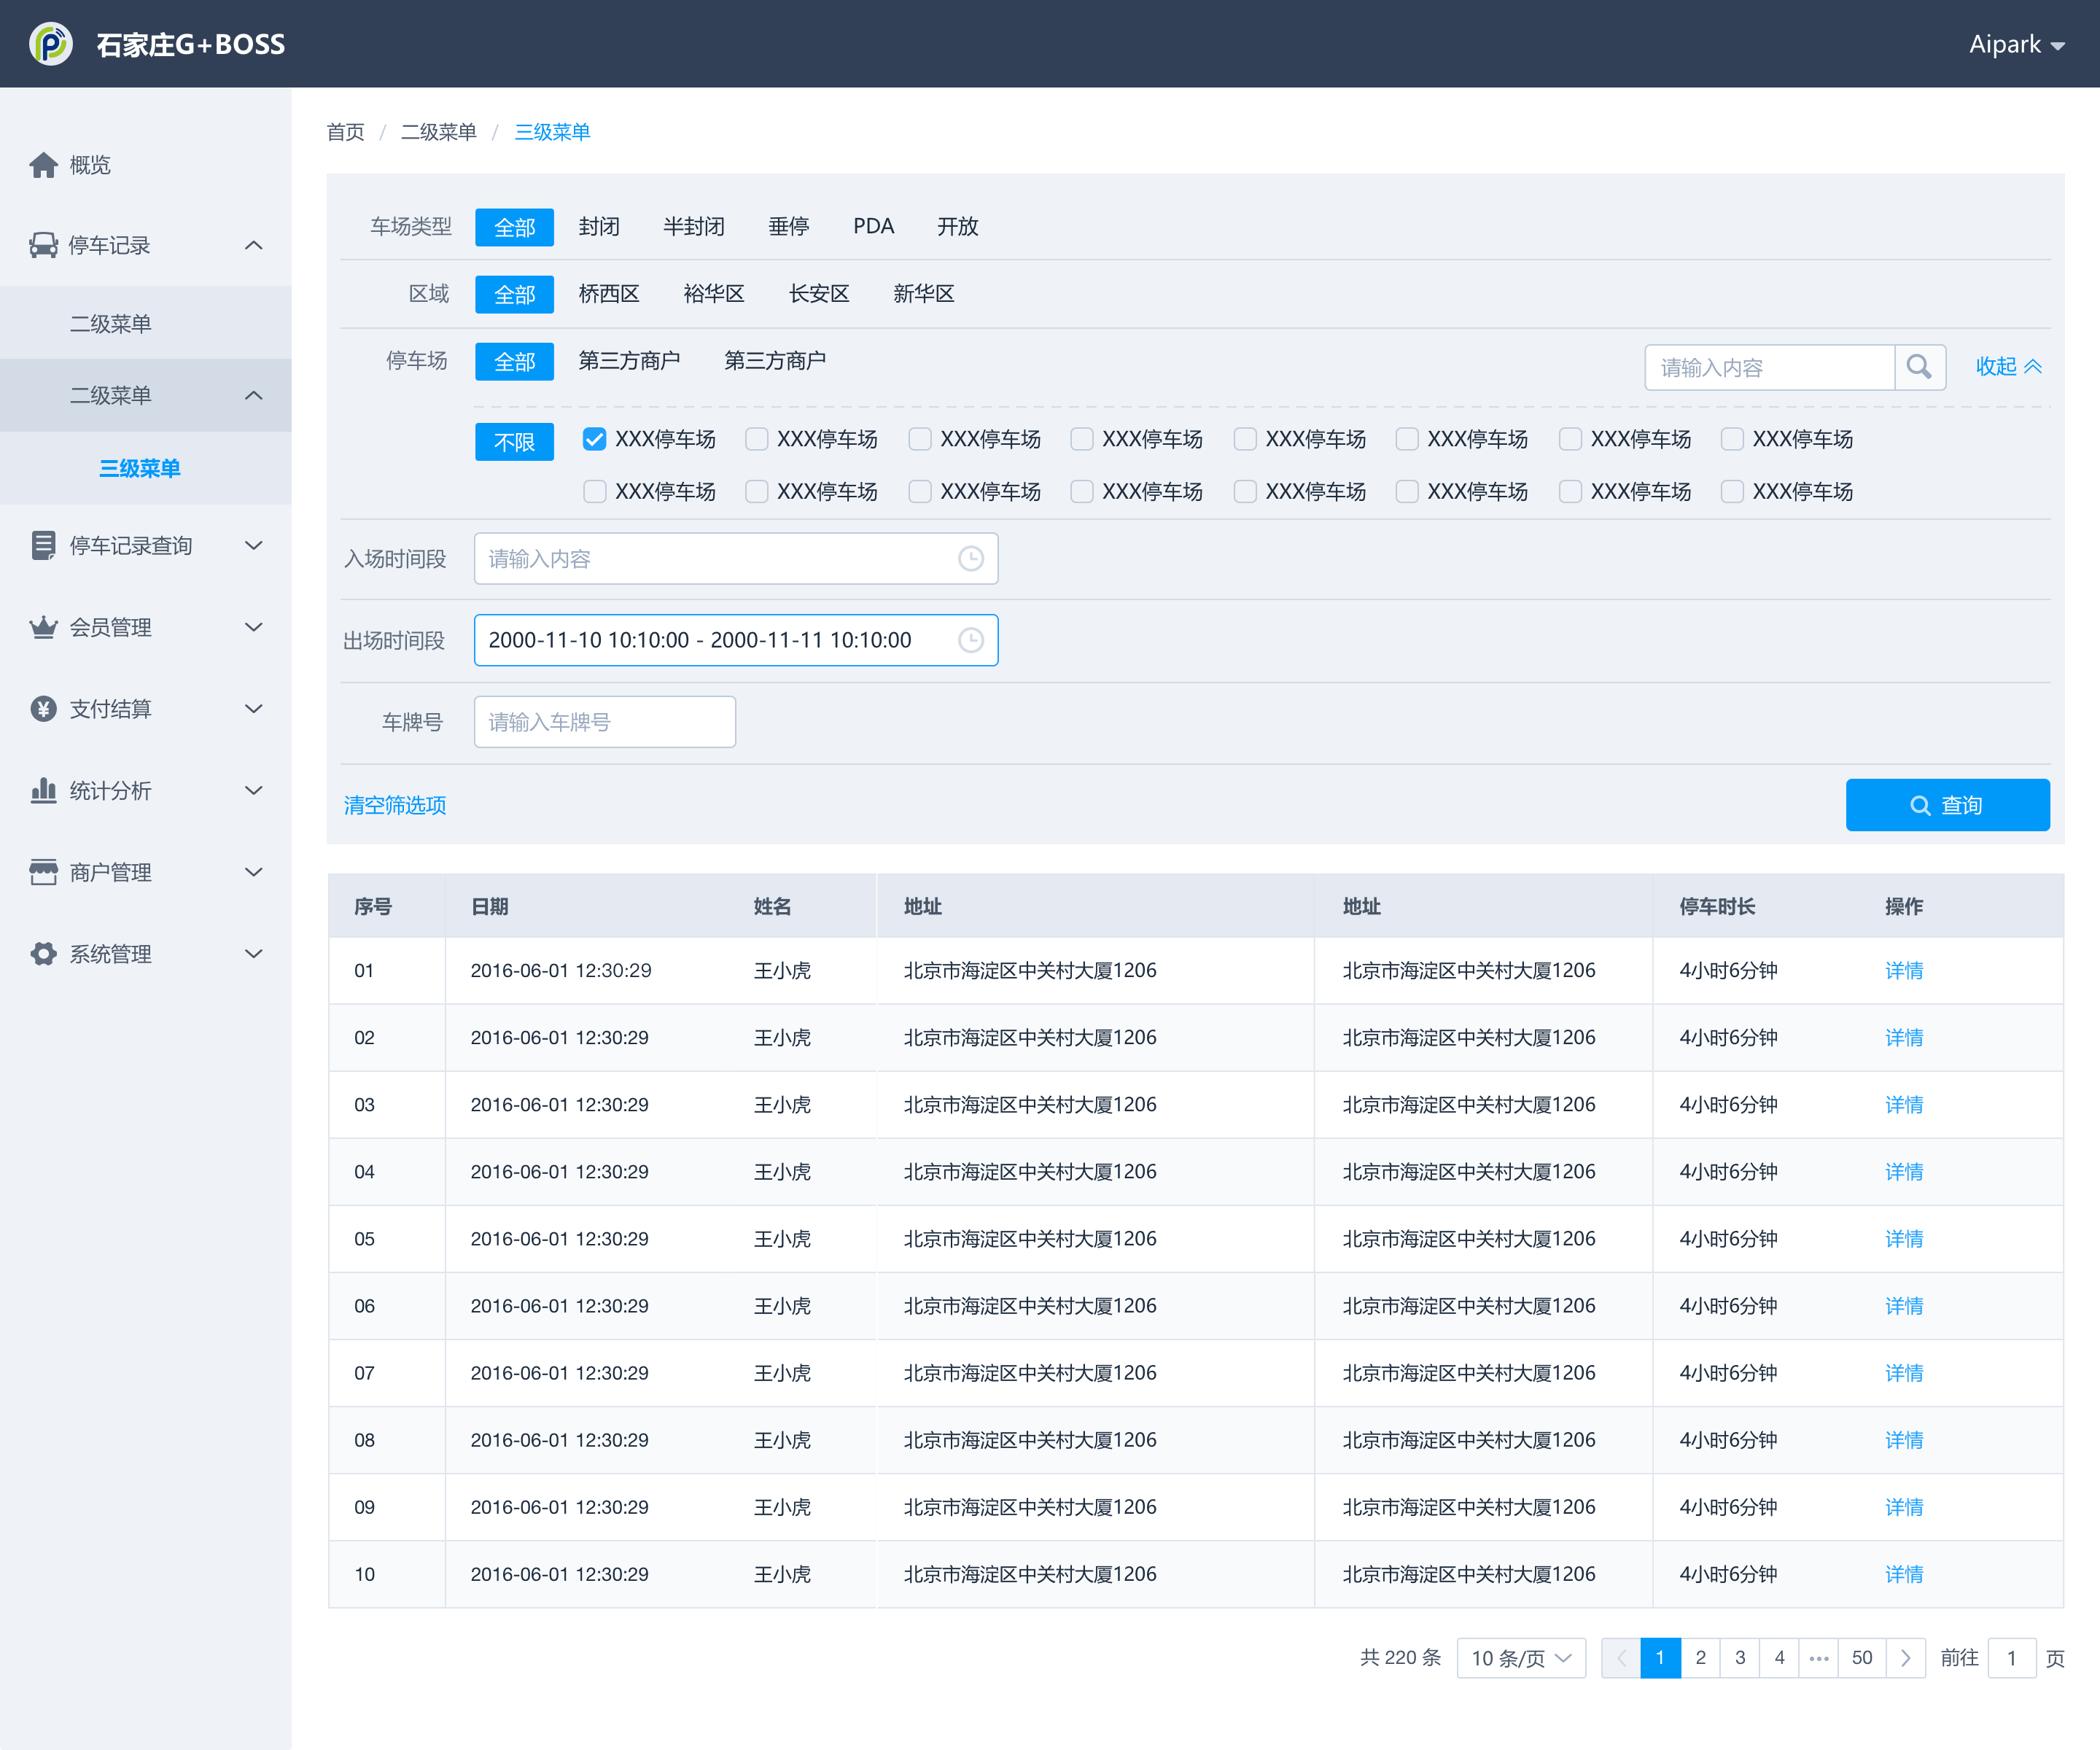 石家庄G+BOSS
Aipark
首页 / 二级菜单 / 三级菜单
概览
停车记录
二级菜单
二级菜单
三级菜单
停车记录查询
会员管理
支付结算
统计分析
商户管理
系统管理
车场类型 全部 封闭 半封闭 垂停 PDA 开放
区域 全部 桥西区 裕华区 长安区 新华区
停车场 全部 第三方商户 第三方商户 请输入内容 收起
不限 XXX停车场 XXX停车场 XXX停车场 XXX停车场 XXX停车场 XXX停车场 XXX停车场 XXX停车场
XXX停车场 XXX停车场 XXX停车场 XXX停车场 XXX停车场 XXX停车场 XXX停车场 XXX停车场
入场时间段 请输入内容
出场时间段 2000-11-10 10:10:00 - 2000-11-11 10:10:00
车牌号 请输入车牌号
清空筛选项 查询
序号 日期 姓名 地址 地址 停车时长 操作
01 2016-06-01 12:30:29 王小虎 北京市海淀区中关村大厦1206 北京市海淀区中关村大厦1206 4小时6分钟 详情
02 2016-06-01 12:30:29 王小虎 北京市海淀区中关村大厦1206 北京市海淀区中关村大厦1206 4小时6分钟 详情
03 2016-06-01 12:30:29 王小虎 北京市海淀区中关村大厦1206 北京市海淀区中关村大厦1206 4小时6分钟 详情
04 2016-06-01 12:30:29 王小虎 北京市海淀区中关村大厦1206 北京市海淀区中关村大厦1206 4小时6分钟 详情
05 2016-06-01 12:30:29 王小虎 北京市海淀区中关村大厦1206 北京市海淀区中关村大厦1206 4小时6分钟 详情
06 2016-06-01 12:30:29 王小虎 北京市海淀区中关村大厦1206 北京市海淀区中关村大厦1206 4小时6分钟 详情
07 2016-06-01 12:30:29 王小虎 北京市海淀区中关村大厦1206 北京市海淀区中关村大厦1206 4小时6分钟 详情
08 2016-06-01 12:30:29 王小虎 北京市海淀区中关村大厦1206 北京市海淀区中关村大厦1206 4小时6分钟 详情
09 2016-06-01 12:30:29 王小虎 北京市海淀区中关村大厦1206 北京市海淀区中关村大厦1206 4小时6分钟 详情
10 2016-06-01 12:30:29 王小虎 北京市海淀区中关村大厦1206 北京市海淀区中关村大厦1206 4小时6分钟 详情
共 220 条 10 条/页 1 2 3 4 ••• 50 前往 1 页